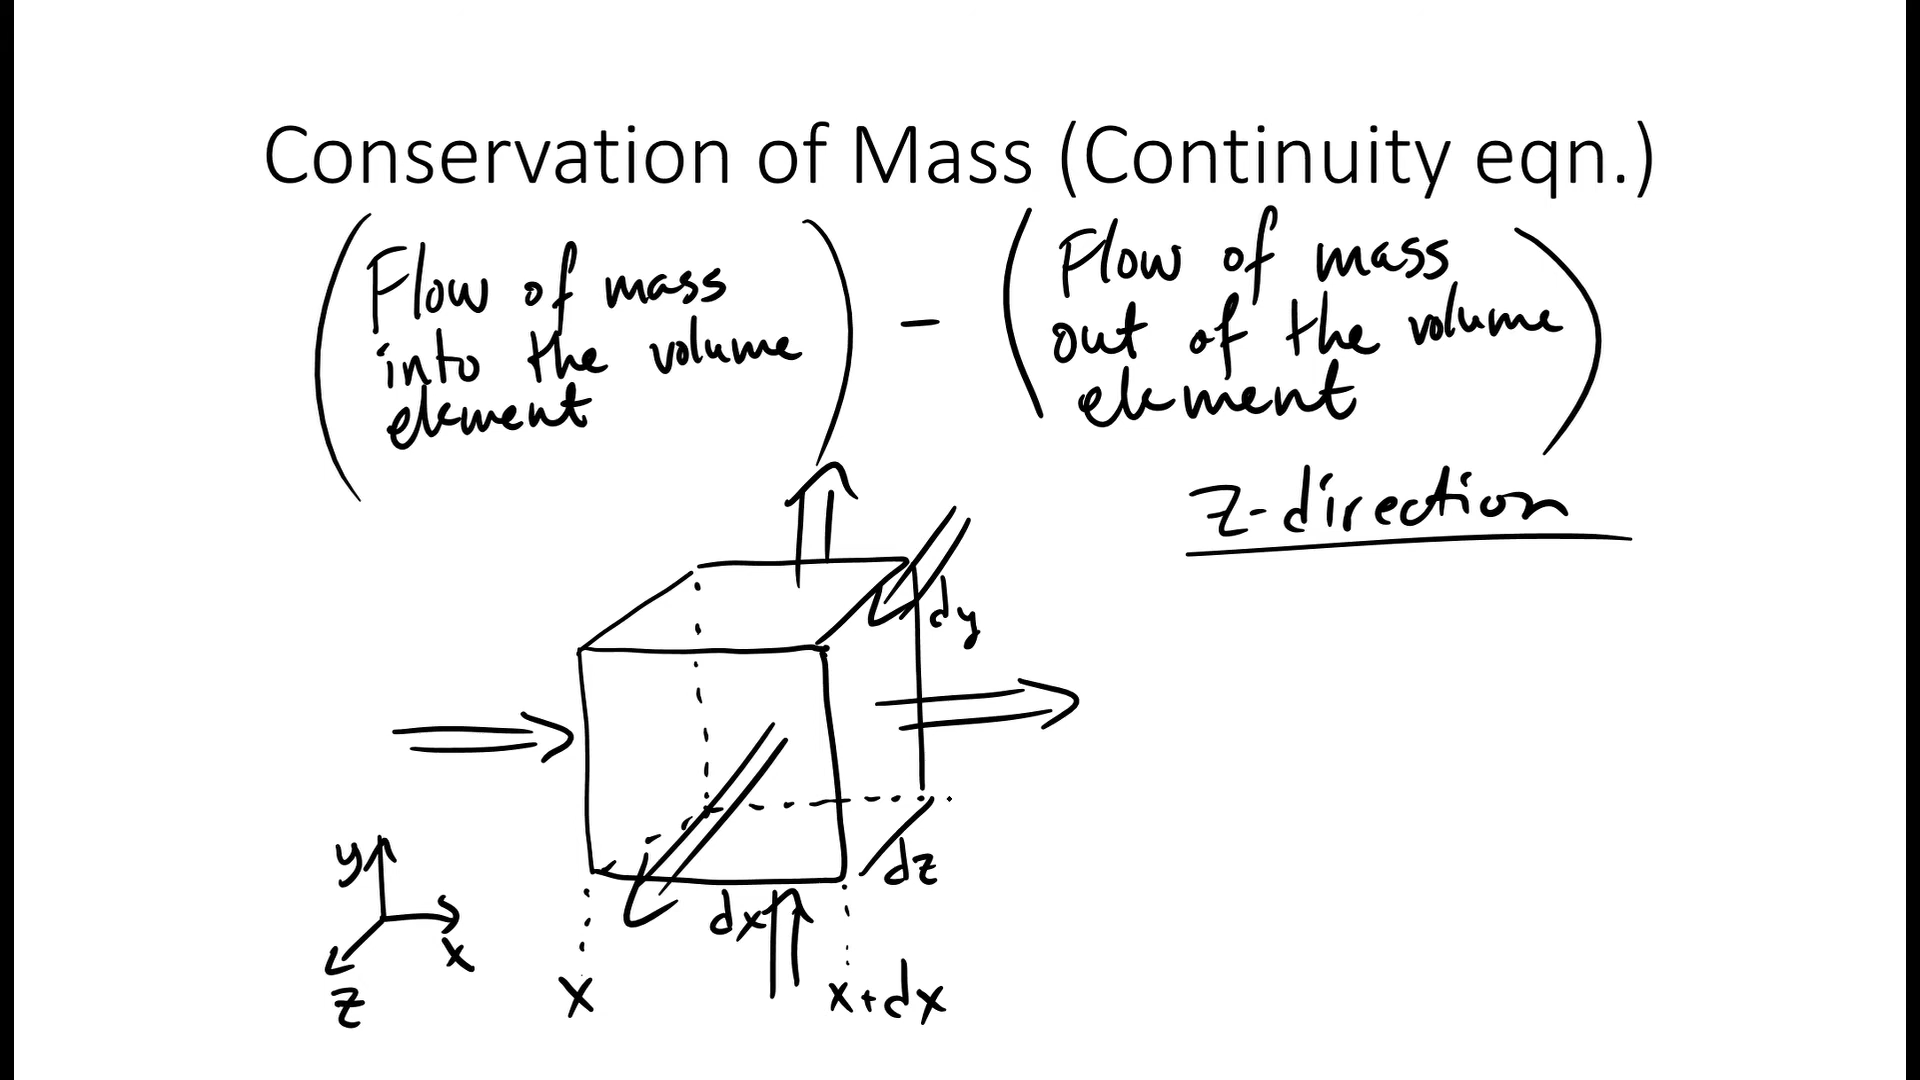 Conservation of Mass (Continuity eqn.)
(Flow of mass
into the volume
element)
-
(Flow of mass
out of the volume
element)
z-direction
dy
dz
dx
y
x
z
x
x+dx